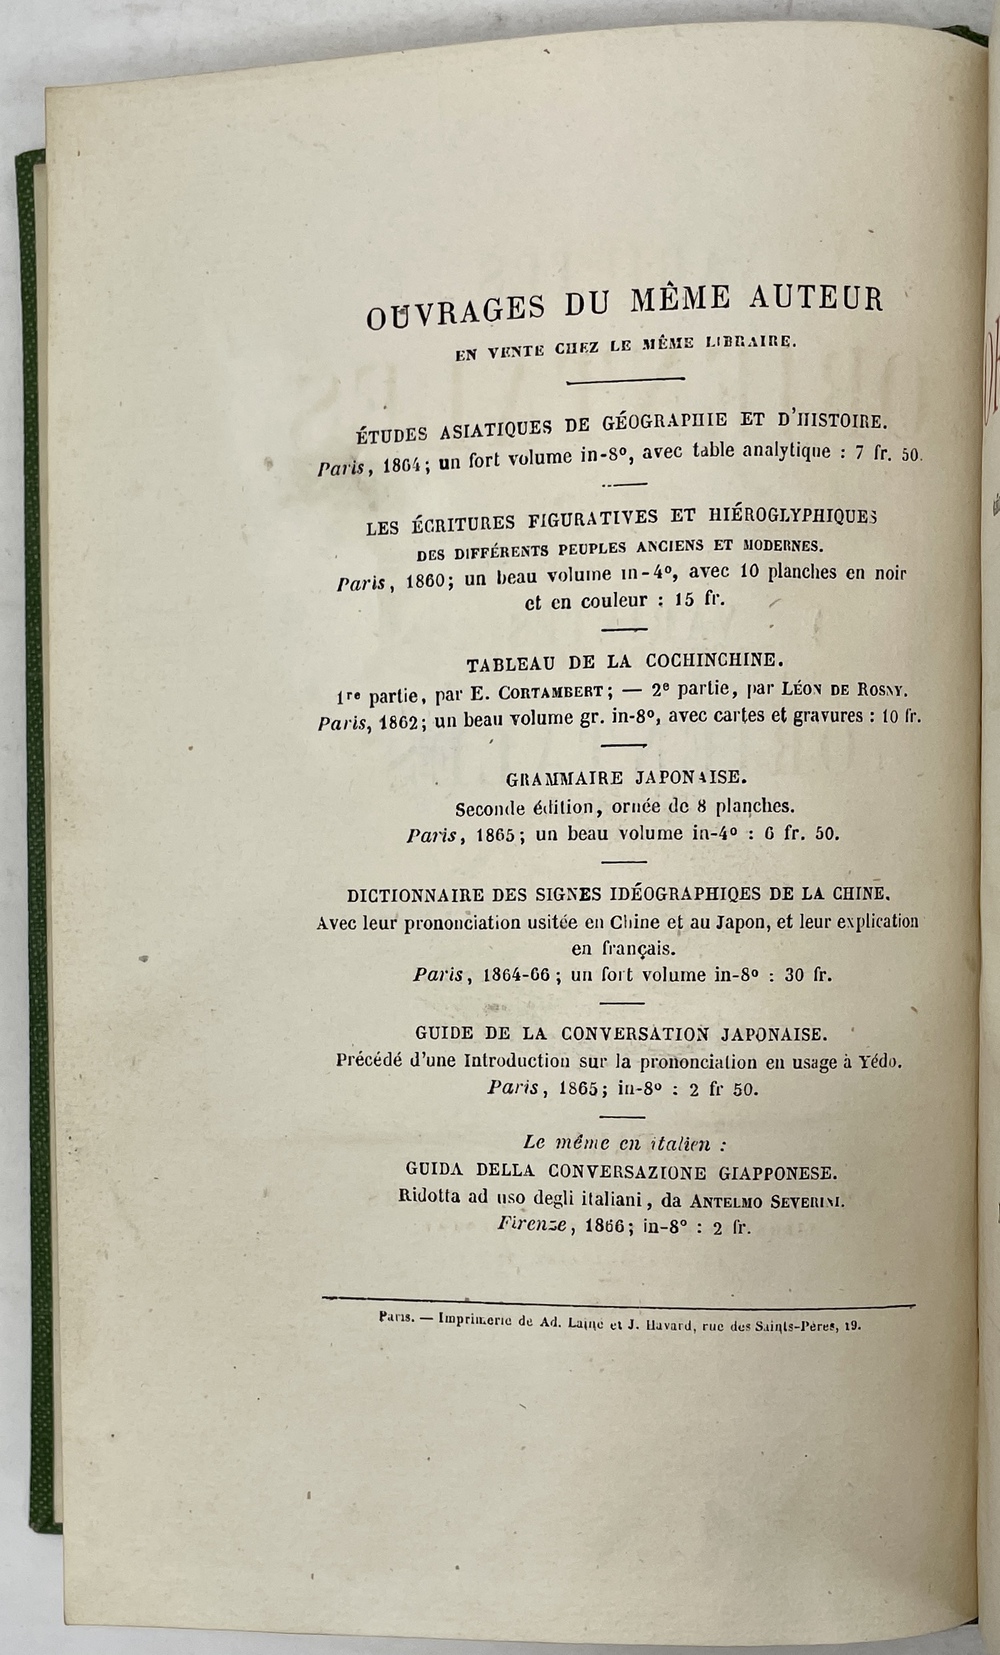 OUVRAGES DU MÊME AUTEUR
EN VENTE CHEZ LE MÊME LIBRAIRE.
ÉTUDES ASIATIQUES DE GÉOGRAPHIE ET D'HISTOIRE.
Paris, 1864; un fort volume in-8º, avec table analytique : 7 fr. 50.
LES ÉCRITURES FIGURATIVES ET HIÉROGLYPHIQUES
DES DIFFÉRENTS PEUPLES ANCIENS ET MODERNES.
Paris, 1860; un beau volume in-4º, avec 10 planches en noir
et en couleur : 15 fr.
TABLEAU DE LA COCHINCHINE.
1re partie, par E. CORTAMBERT; — 2e partie, par LÉON DE ROSNY.
Paris, 1862; un beau volume gr. in-8º, avec cartes et gravures : 10 fr.
GRAMMAIRE JAPONAISE.
Seconde édition, ornée de 8 planches.
Paris, 1865; un beau volume in-4º : 6 fr. 50.
DICTIONNAIRE DES SIGNES IDÉOGRAPHIQES DE LA CHINE.
Avec leur prononciation usitée en Chine et au Japon, et leur explication
en français.
Paris, 1864-66; un fort volume in-8º : 30 fr.
GUIDE DE LA CONVERSATION JAPONAISE.
Précédé d'une Introduction sur la prononciation en usage à Yédo.
Paris, 1865; in-8º : 2 fr 50.
Le même en italien :
GUIDA DELLA CONVERSAZIONE GIAPPONESE.
Ridotta ad uso degli italiani, da ANTELMO SEVERINI.
Firenze, 1866; in-8º : 2 fr.
Paris. — Imprimerie de Ad. Lainé et J. Havard, rue des Saints-Pères, 19.